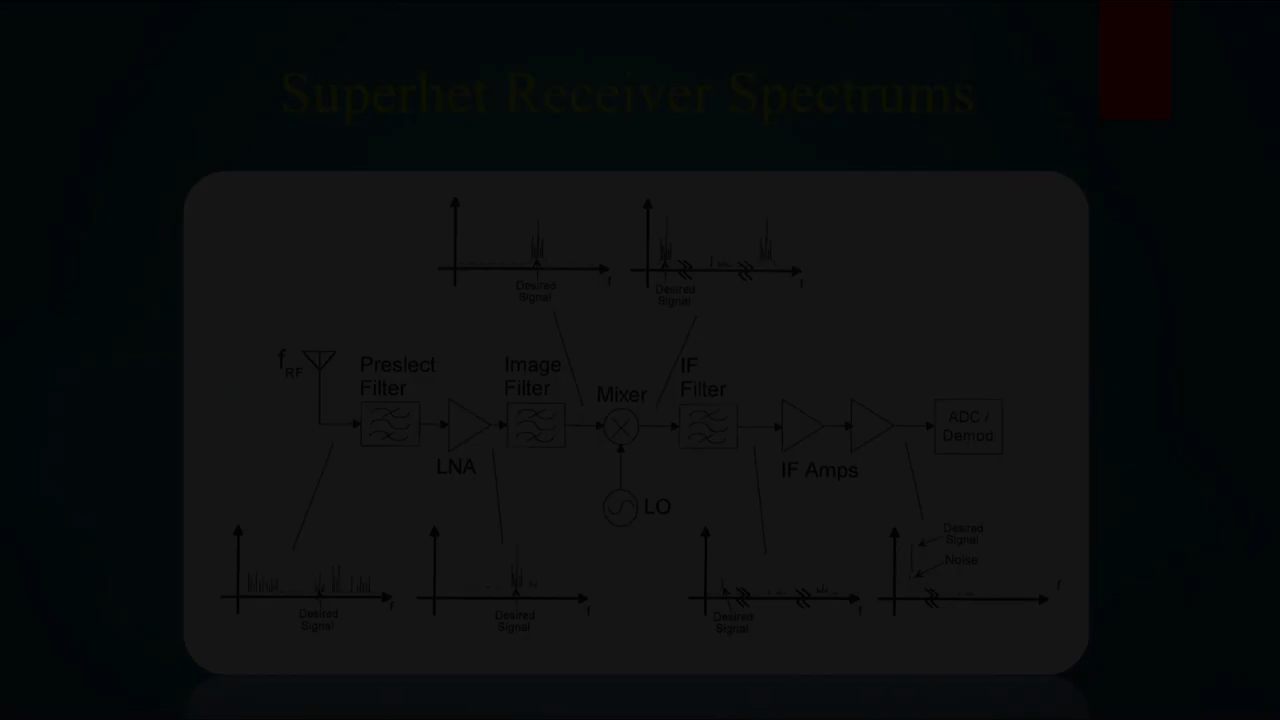 Superhet Receiver Spectrums
Desired
Signal
f
Desired
Signal
f
f
RF
Preslect
Filter
LNA
Image
Filter
Mixer
LO
IF
Filter
IF Amps
ADC /
Demod
Desired
Signal
f
Desired
Signal
f
Desired
Signal
f
Desired
Signal
Noise
f